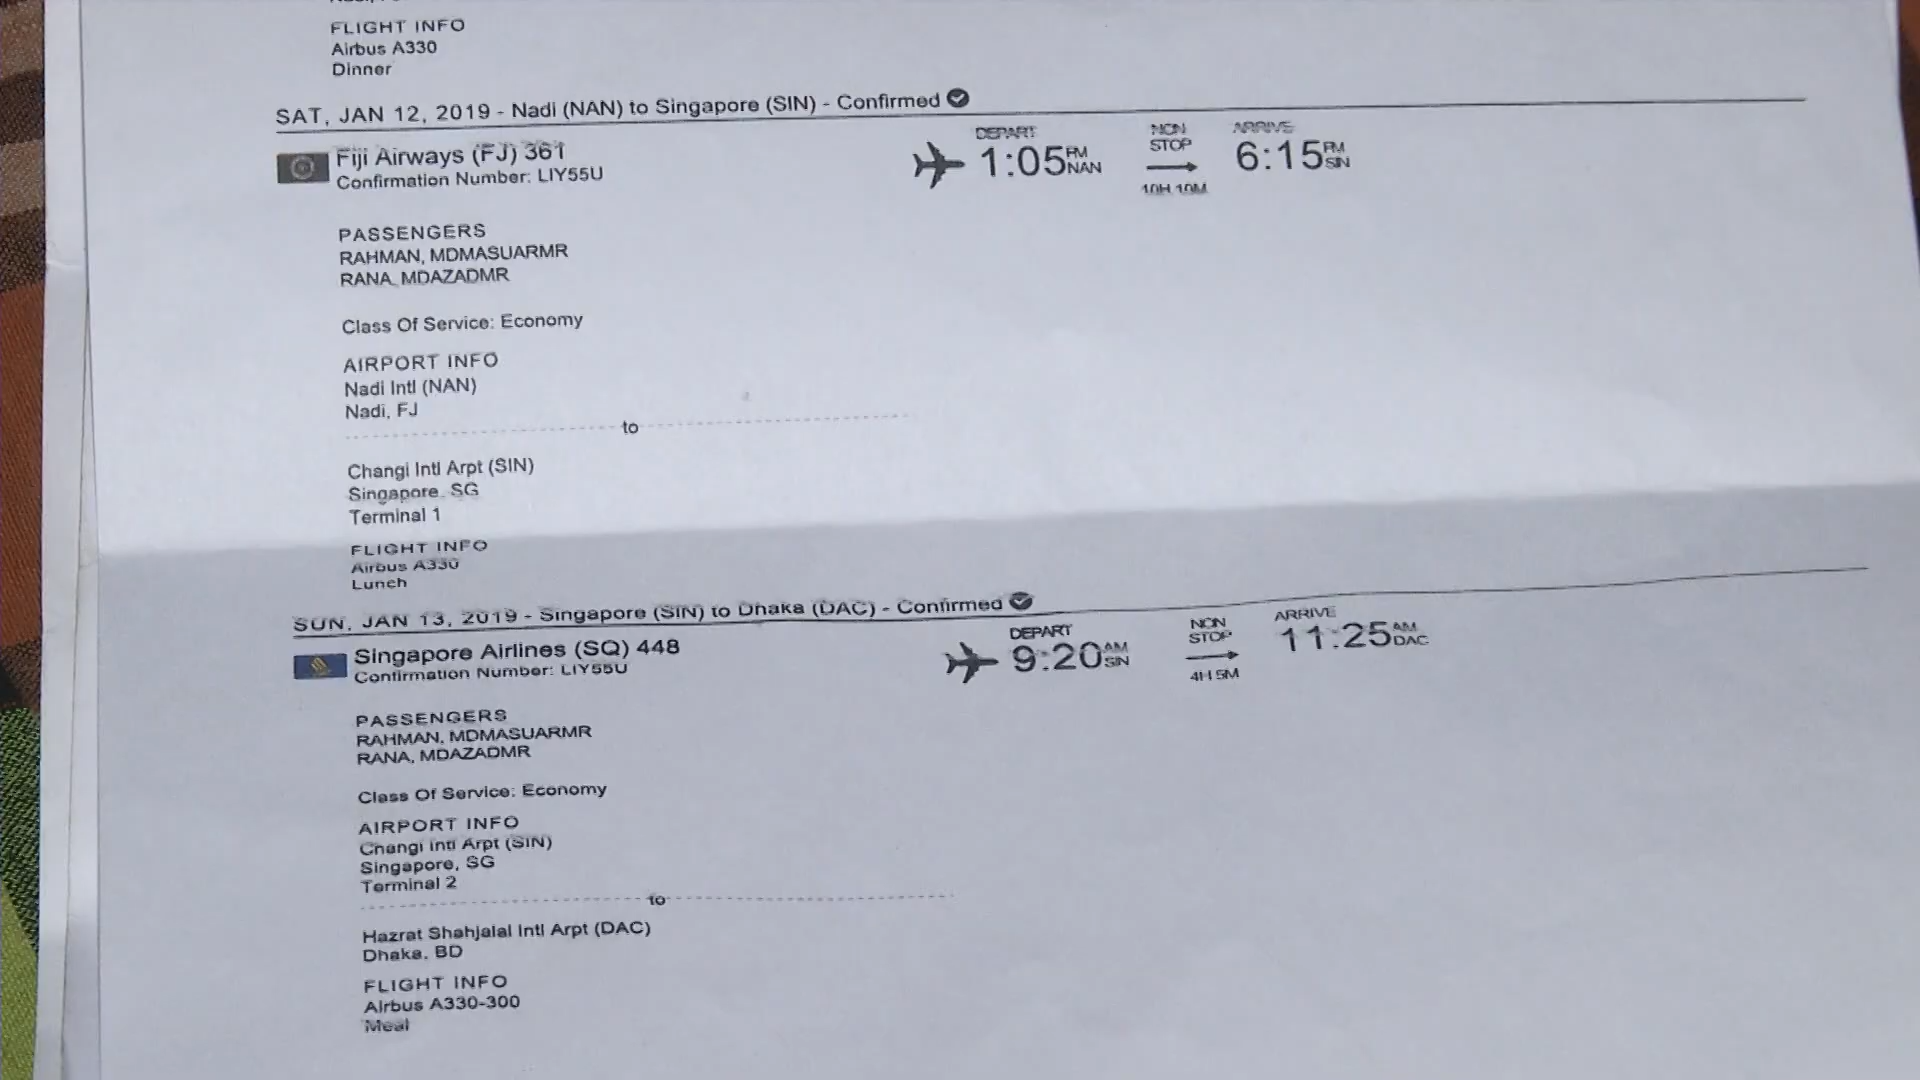 FLIGHT INFO
Airbus A330
Dinner
SAT, JAN 12, 2019 - Nadi (NAN) to Singapore (SIN) - Confirmed
Fiji Airways (FJ) 361
Confirmation Number: LIY55U
DEPART
1:05 PM NAN
NON STOP
10H 10M
ARRIVE
6:15 PM SIN
PASSENGERS
RAHMAN, MDMASUARMR
RANA, MDAZADMR
Class Of Service: Economy
AIRPORT INFO
Nadi Intl (NAN)
Nadi, FJ
to
Changi Intl Arpt (SIN)
Singapore, SG
Terminal 1
FLIGHT INFO
Airbus A330
Lunch
SUN, JAN 13, 2019 - Singapore (SIN) to Dhaka (DAC) - Confirmed
Singapore Airlines (SQ) 448
Confirmation Number: LIY55U
DEPART
9:20 AM SIN
NON STOP
4H 5M
ARRIVE
11:25 AM DAC
PASSENGERS
RAHMAN, MDMASUARMR
RANA, MDAZADMR
Class Of Service: Economy
AIRPORT INFO
Changi Intl Arpt (SIN)
Singapore, SG
Terminal 2
to
Hazrat Shahjalal Intl Arpt (DAC)
Dhaka, BD
FLIGHT INFO
Airbus A330-300
Meal